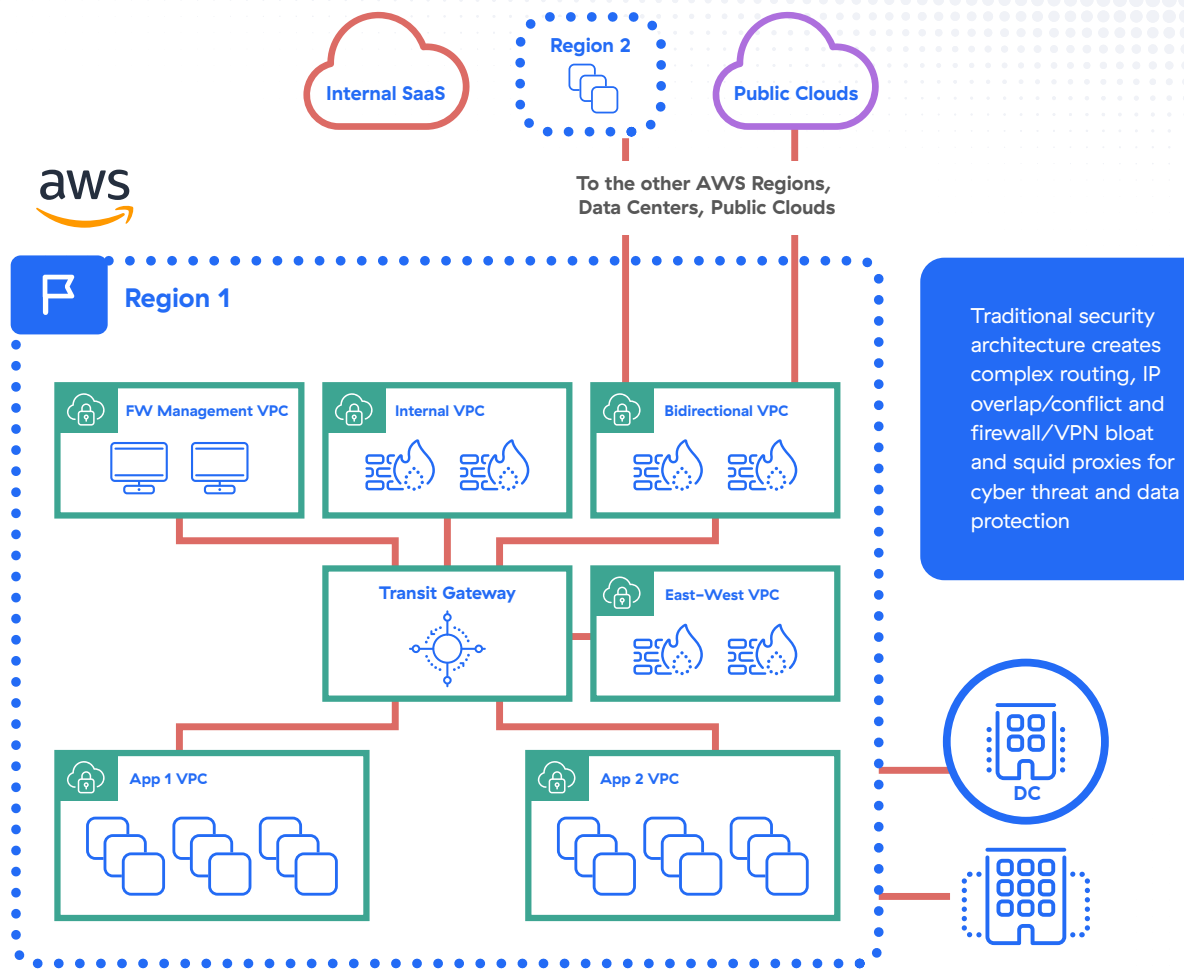 Internal SaaS
Region 2
Public Clouds
To the other AWS Regions,
Data Centers, Public Clouds
aws
Region 1
FW Management VPC
Internal VPC
Bidirectional VPC
Traditional security
architecture creates
complex routing, IP
overlap/conflict and
firewall/VPN bloat
and squid proxies for
cyber threat and data
protection
Transit Gateway
East-West VPC
App 1 VPC
App 2 VPC
DC